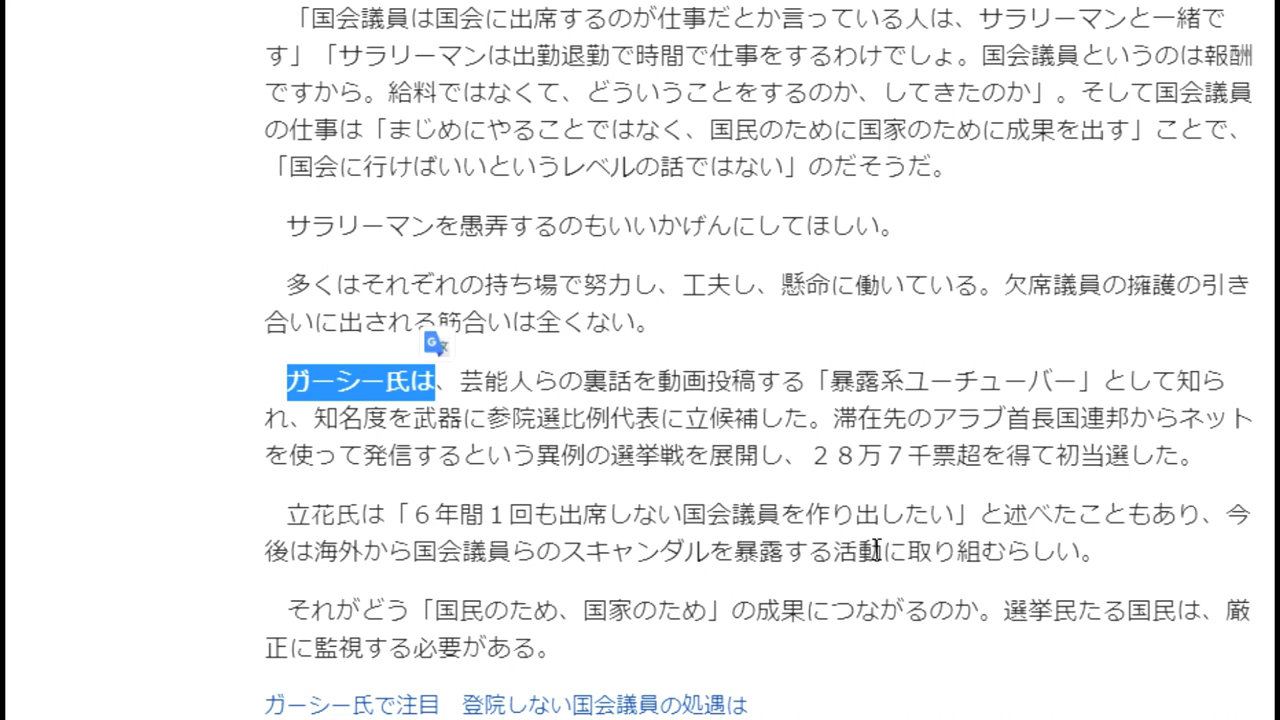 「国会議員は国会に出席するのが仕事だとか言っている人は、サラリーマンと一緒で
す」「サラリーマンは出勤退勤で時間で仕事をするわけでしょ。国会議員というのは報酬
ですから。給料ではなくて、どういうことをするのか、してきたのか」。そして国会議員
の仕事は「まじめにやることではなく、国民のために国家のために成果を出す」ことで、
「国会に行けばいいというレベルの話ではない」のだそうだ。
サラリーマンを愚弄するのもいいかげんにしてほしい。
多くはそれぞれの持ち場で努力し、工夫し、懸命に働いている。欠席議員の擁護の引き
合いに出される筋合いは全くない。
ガーシー氏は、芸能人らの裏話を動画投稿する「暴露系ユーチューバー」として知ら
れ、知名度を武器に参院選比例代表に立候補した。滞在先のアラブ首長国連邦からネット
を使って発信するという異例の選挙戦を展開し、２８万７千票超を得て初当選した。
立花氏は「６年間１回も出席しない国会議員を作り出したい」と述べたこともあり、今
後は海外から国会議員らのスキャンダルを暴露する活動に取り組むらしい。
それがどう「国民のため、国家のため」の成果につながるのか。選挙民たる国民は、厳
正に監視する必要がある。
ガーシー氏で注目　登院しない国会議員の処遇は